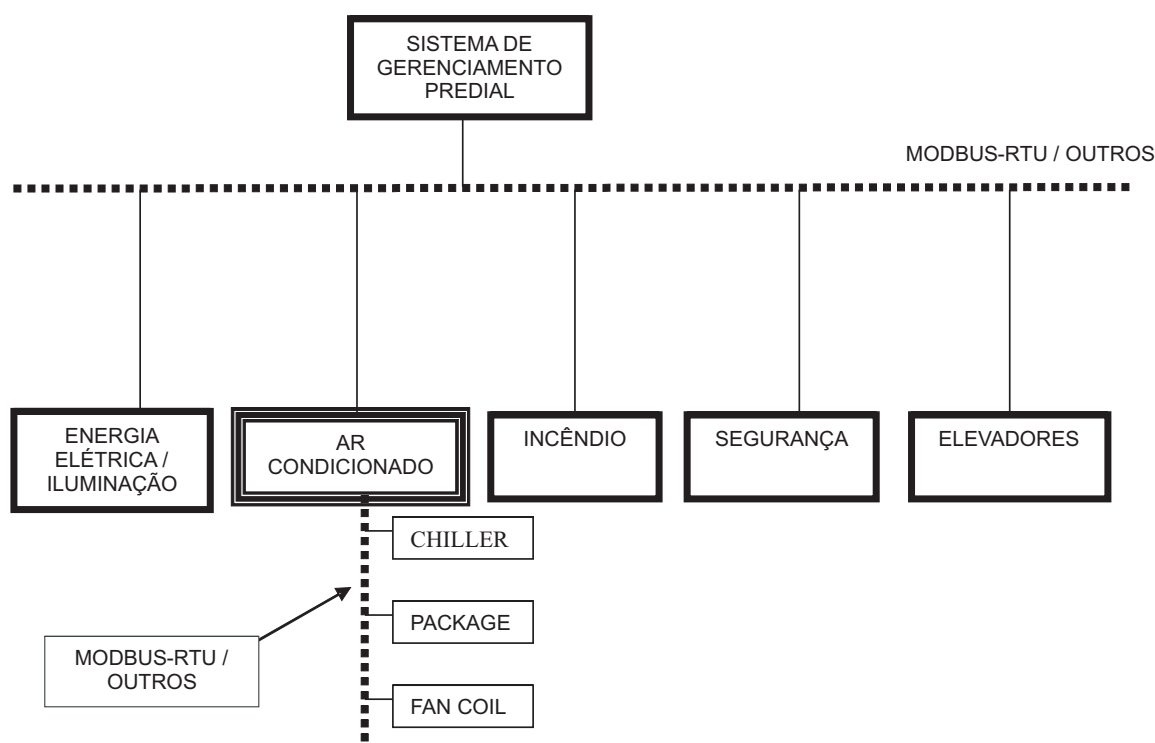 SISTEMA DE
GERENCIAMENTO
PREDIAL
MODBUS-RTU / OUTROS
ENERGIA
ELÉTRICA /
ILUMINAÇÃO
AR
CONDICIONADO
INCÊNDIO
SEGURANÇA
ELEVADORES
CHILLER
PACKAGE
MODBUS-RTU /
OUTROS
FAN COIL